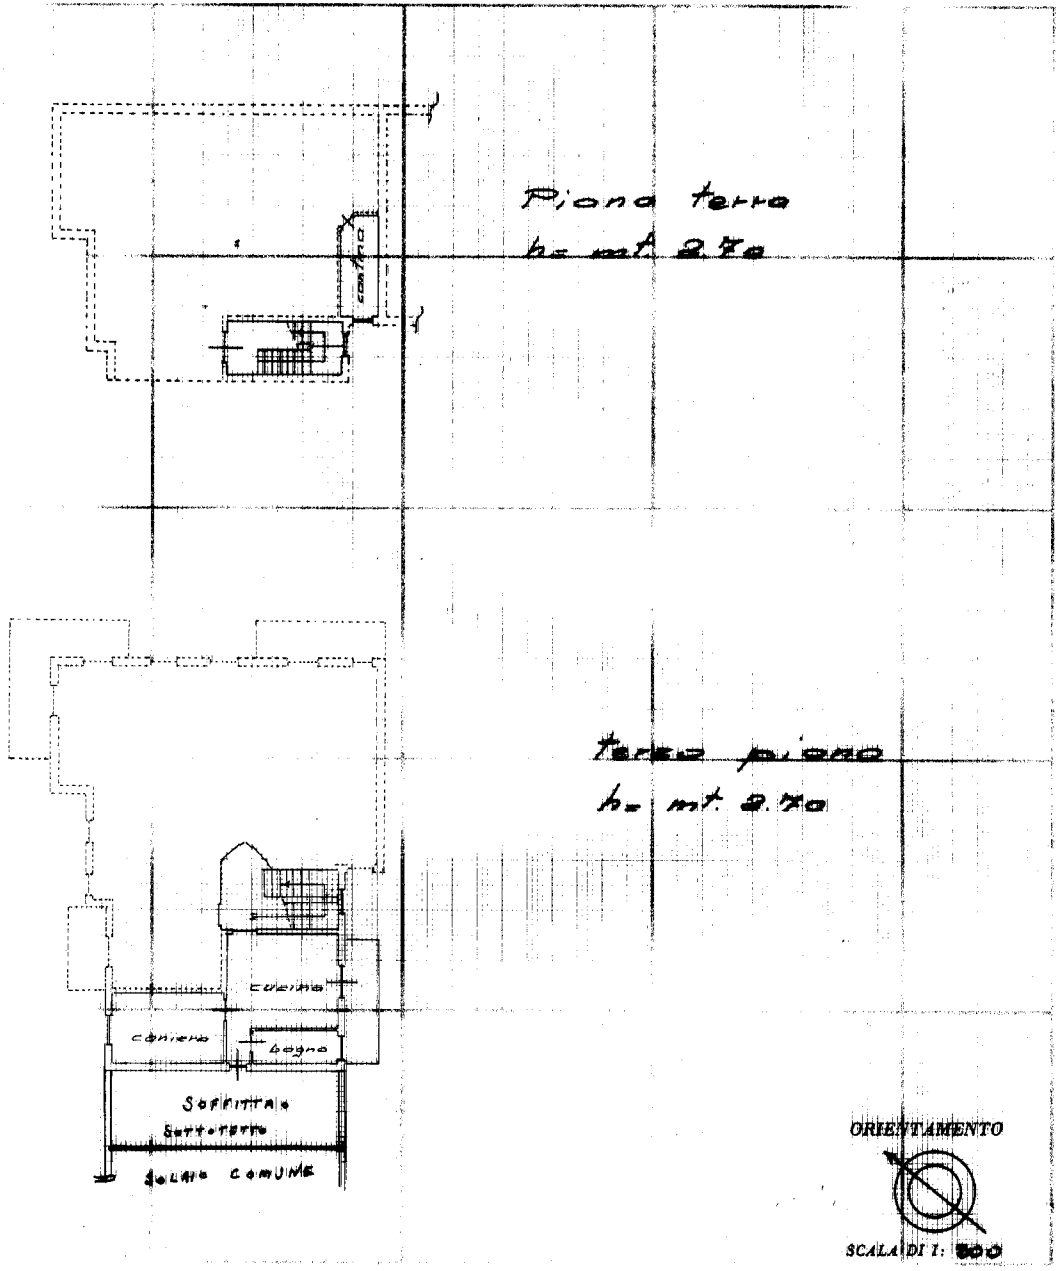 Piano terra
h= mt. 2.70
cantina
terzo piano
h= mt. 2.70
cucina
camera
bagno
SOFFITTA o
SOTTOTETTO
SOLAIO COMUNE
ORIENTAMENTO
SCALA DI 1: 200